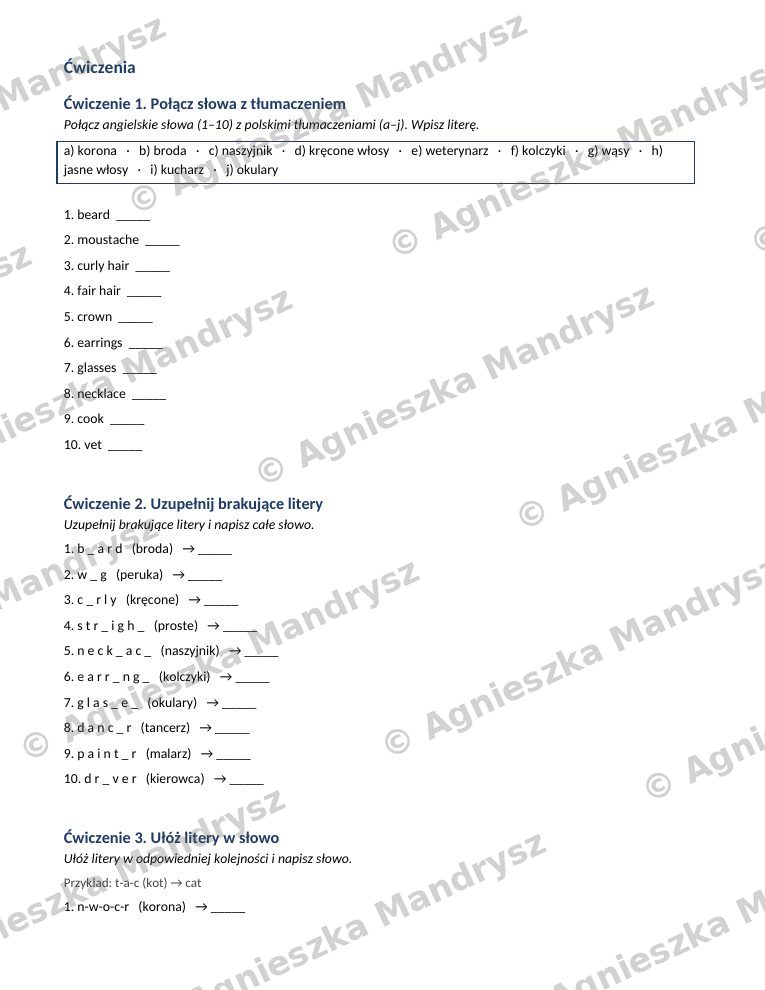 Ćwiczenia
Ćwiczenie 1. Połącz słowa z tłumaczeniem
Połącz angielskie słowa (1–10) z polskimi tłumaczeniami (a–j). Wpisz literę.
a) korona · b) broda · c) naszyjnik · d) kręcone włosy · e) weterynarz · f) kolczyki · g) wąsy · h)
jasne włosy · i) kucharz · j) okulary
1. beard _____
2. moustache _____
3. curly hair _____
4. fair hair _____
5. crown _____
6. earrings _____
7. glasses _____
8. necklace _____
9. cook _____
10. vet _____
Ćwiczenie 2. Uzupełnij brakujące litery
Uzupełnij brakujące litery i napisz całe słowo.
1. b _ a r d (broda) → _____
2. w _ g (peruka) → _____
3. c _ r l y (kręcone) → _____
4. s t r _ i g h _ (proste) → _____
5. n e c k _ a c _ (naszyjnik) → _____
6. e a r r _ n g _ (kolczyki) → _____
7. g l a s _ e _ (okulary) → _____
8. d a n c _ r (tancerz) → _____
9. p a i n t _ r (malarz) → _____
10. d r _ v e r (kierowca) → _____
Ćwiczenie 3. Ułóż litery w słowo
Ułóż litery w odpowiedniej kolejności i napisz słowo.
Przykład: t-a-c (kot) → cat
1. n-w-o-c-r (korona) → _____
© Agnieszka Mandrysz